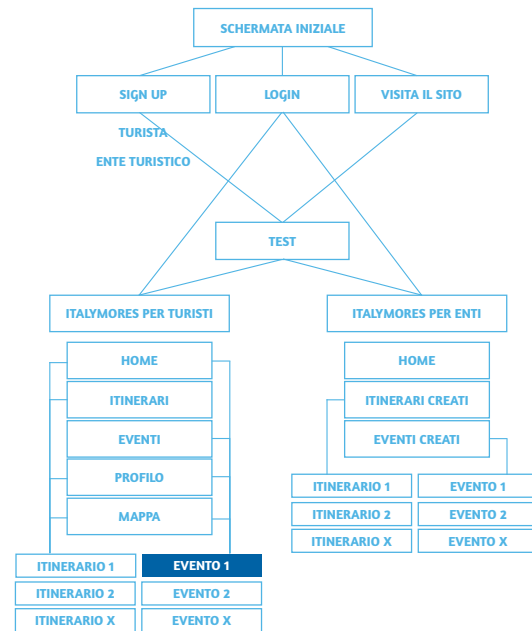 SCHERMATA INIZIALE
SIGN UP
LOGIN
VISITA IL SITO
TURISTA
ENTE TURISTICO
TEST
ITALYMORES PER TURISTI
ITALYMORES PER ENTI
HOME
ITINERARI
EVENTI
PROFILO
MAPPA
ITINERARIO 1
EVENTO 1
ITINERARIO 2
EVENTO 2
ITINERARIO X
EVENTO X
HOME
ITINERARI CREATI
EVENTI CREATI
ITINERARIO 1
EVENTO 1
ITINERARIO 2
EVENTO 2
ITINERARIO X
EVENTO X